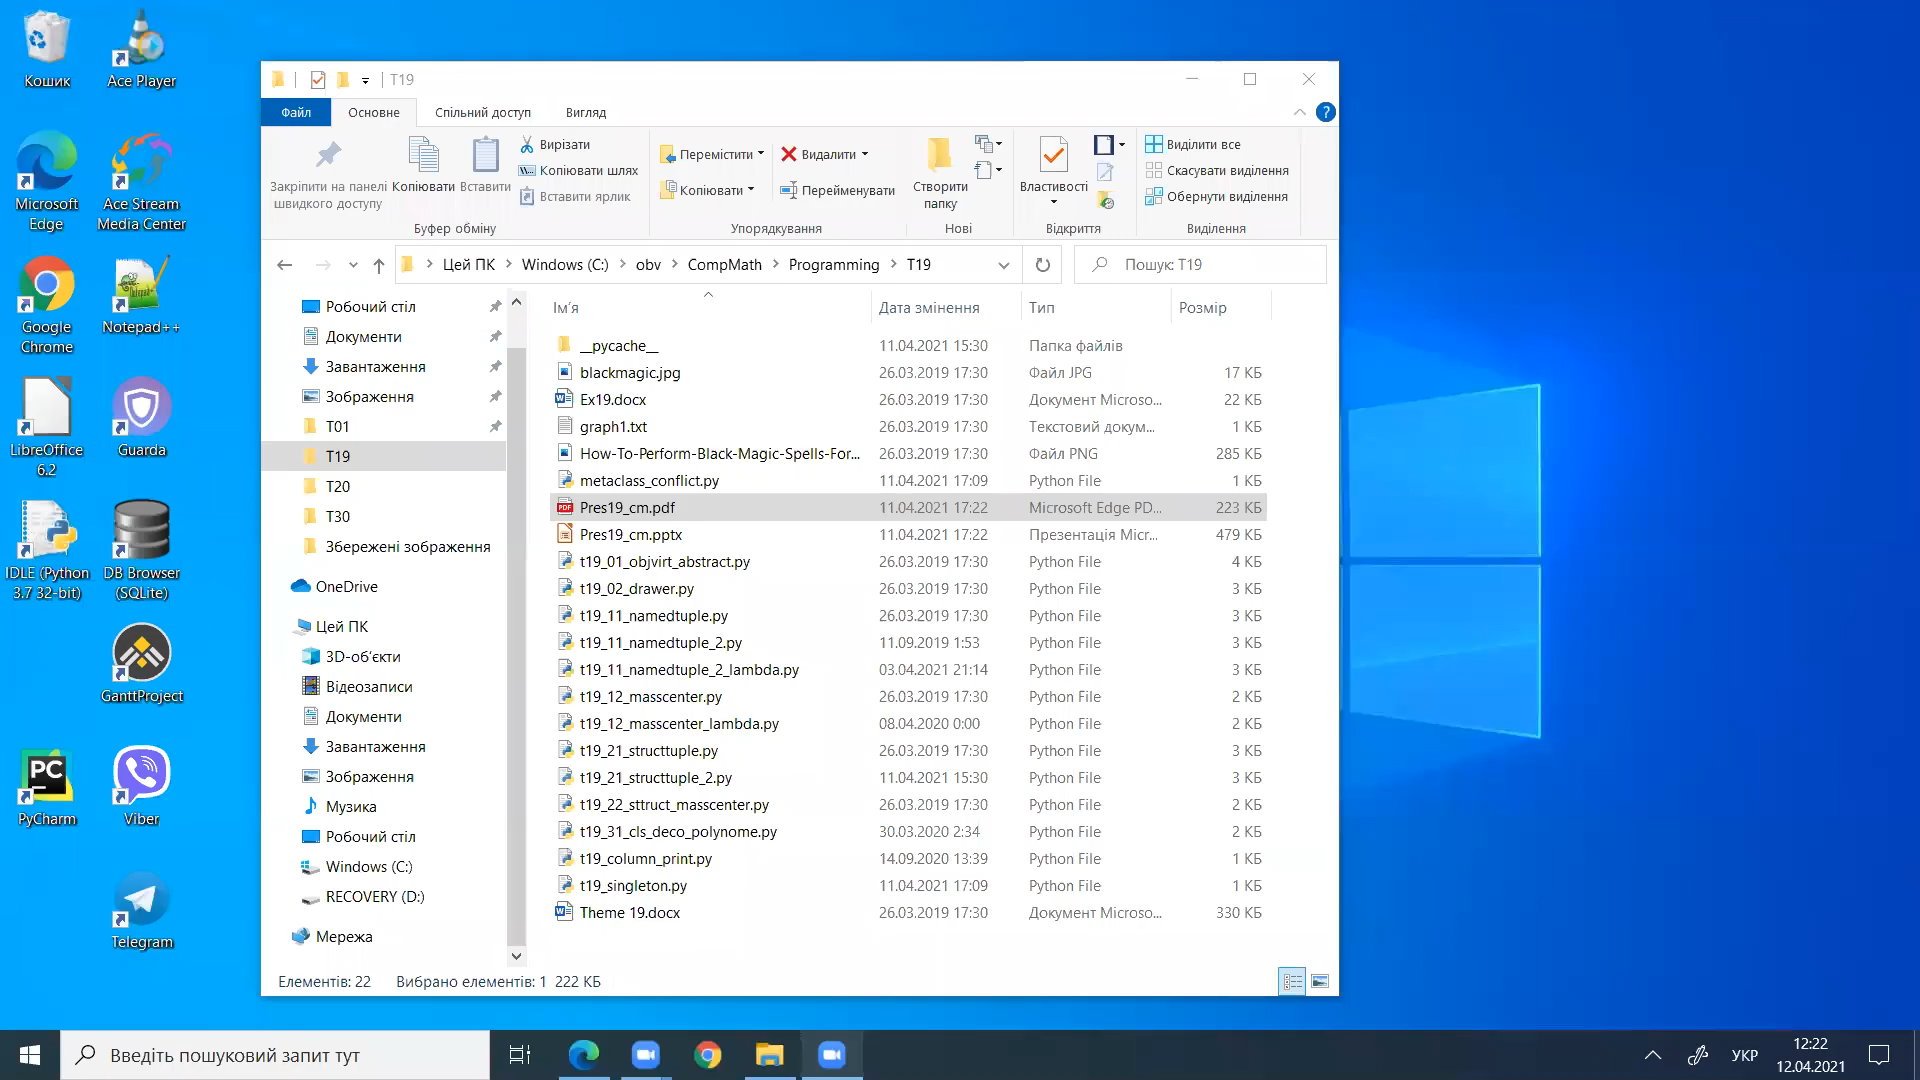 Кошик
Ace Player
Microsoft
Edge
Ace Stream
Media Center
Google
Chrome
Notepad++
LibreOffice
6.2
Guarda
IDLE (Python
3.7 32-bit)
DB Browser
(SQLite)
GanttProject
PyCharm
Viber
Telegram
T19
Файл
Основне
Спільний доступ
Вигляд
Закріпити на панелі
швидкого доступу
Копіювати
Вставити
Вирізати
Копіювати шлях
Вставити ярлик
Буфер обміну
Перемістити
Копіювати
Видалити
Перейменувати
Упорядкування
Створити
папку
Нові
Властивості
Відкриття
Виділити все
Скасувати виділення
Обернути виділення
Виділення
Цей ПК
Windows (C:)
obv
CompMath
Programming
T19
Пошук: T19
Робочий стіл
Документи
Завантаження
Зображення
T01
T19
T20
T30
Збережені зображення
OneDrive
Цей ПК
3D-об'єкти
Відеозаписи
Документи
Завантаження
Зображення
Музика
Робочий стіл
Windows (C:)
RECOVERY (D:)
Мережа
Ім'я Дата змінення Тип Розмір
__pycache__ 11.04.2021 15:30 Папка файлів
blackmagic.jpg 26.03.2019 17:30 Файл JPG 17 КБ
Ex19.docx 26.03.2019 17:30 Документ Microso... 22 КБ
graph1.txt 26.03.2019 17:30 Текстовий докум... 1 КБ
How-To-Perform-Black-Magic-Spells-For... 26.03.2019 17:30 Файл PNG 285 КБ
metaclass_conflict.py 11.04.2021 17:09 Python File 1 КБ
Pres19_cm.pdf 11.04.2021 17:22 Microsoft Edge PD... 223 КБ
Pres19_cm.pptx 11.04.2021 17:22 Презентація Micr... 479 КБ
t19_01_objvirt_abstract.py 26.03.2019 17:30 Python File 4 КБ
t19_02_drawer.py 26.03.2019 17:30 Python File 3 КБ
t19_11_namedtuple.py 26.03.2019 17:30 Python File 3 КБ
t19_11_namedtuple_2.py 11.09.2019 1:53 Python File 3 КБ
t19_11_namedtuple_2_lambda.py 03.04.2021 21:14 Python File 3 КБ
t19_12_masscenter.py 26.03.2019 17:30 Python File 2 КБ
t19_12_masscenter_lambda.py 08.04.2020 0:00 Python File 2 КБ
t19_21_structtuple.py 26.03.2019 17:30 Python File 3 КБ
t19_21_structtuple_2.py 11.04.2021 15:30 Python File 3 КБ
t19_22_sttruct_masscenter.py 26.03.2019 17:30 Python File 2 КБ
t19_31_cls_deco_polynome.py 30.03.2020 2:34 Python File 2 КБ
t19_column_print.py 14.09.2020 13:39 Python File 1 КБ
t19_singleton.py 11.04.2021 17:09 Python File 1 КБ
Theme 19.docx 26.03.2019 17:30 Документ Microso... 330 КБ
Елементів: 22 Вибрано елементів: 1 222 КБ
Введіть пошуковий запит тут
УКР
12:22
12.04.2021